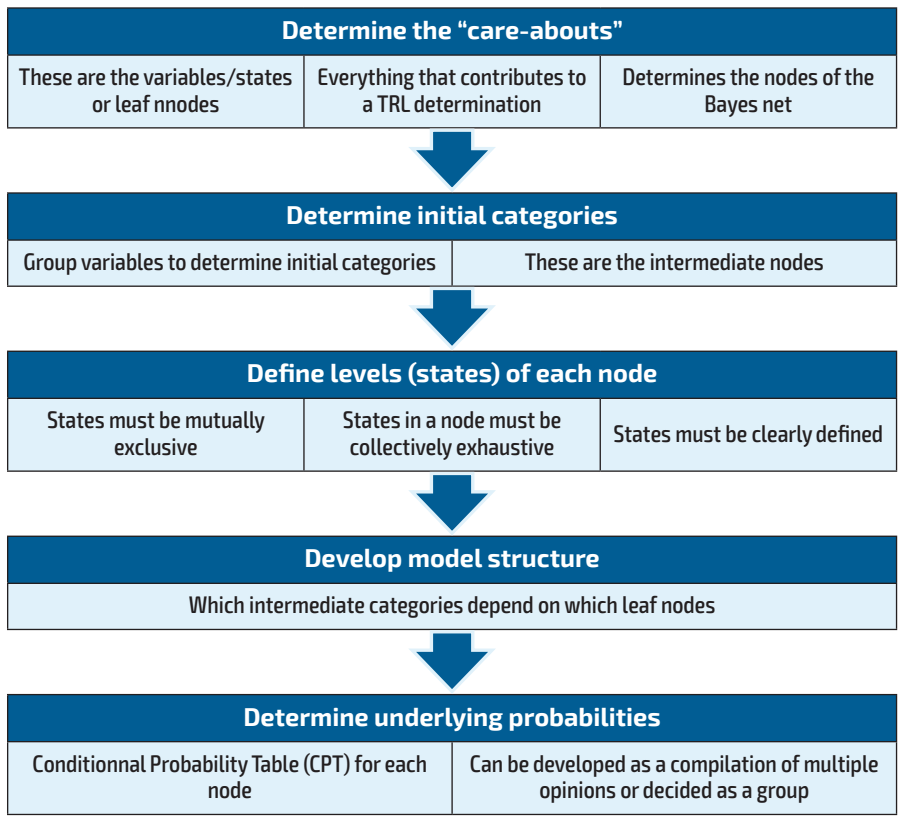 Determine the “care-abouts”
These are the variables/states
or leaf nnodes
Everything that contributes to
a TRL determination
Determines the nodes of the
Bayes net
Determine initial categories
Group variables to determine initial categories
These are the intermediate nodes
Define levels (states) of each node
States must be mutually
exclusive
States in a node must be
collectively exhaustive
States must be clearly defined
Develop model structure
Which intermediate categories depend on which leaf nodes
Determine underlying probabilities
Conditionnal Probability Table (CPT) for each
node
Can be developed as a compilation of multiple
opinions or decided as a group